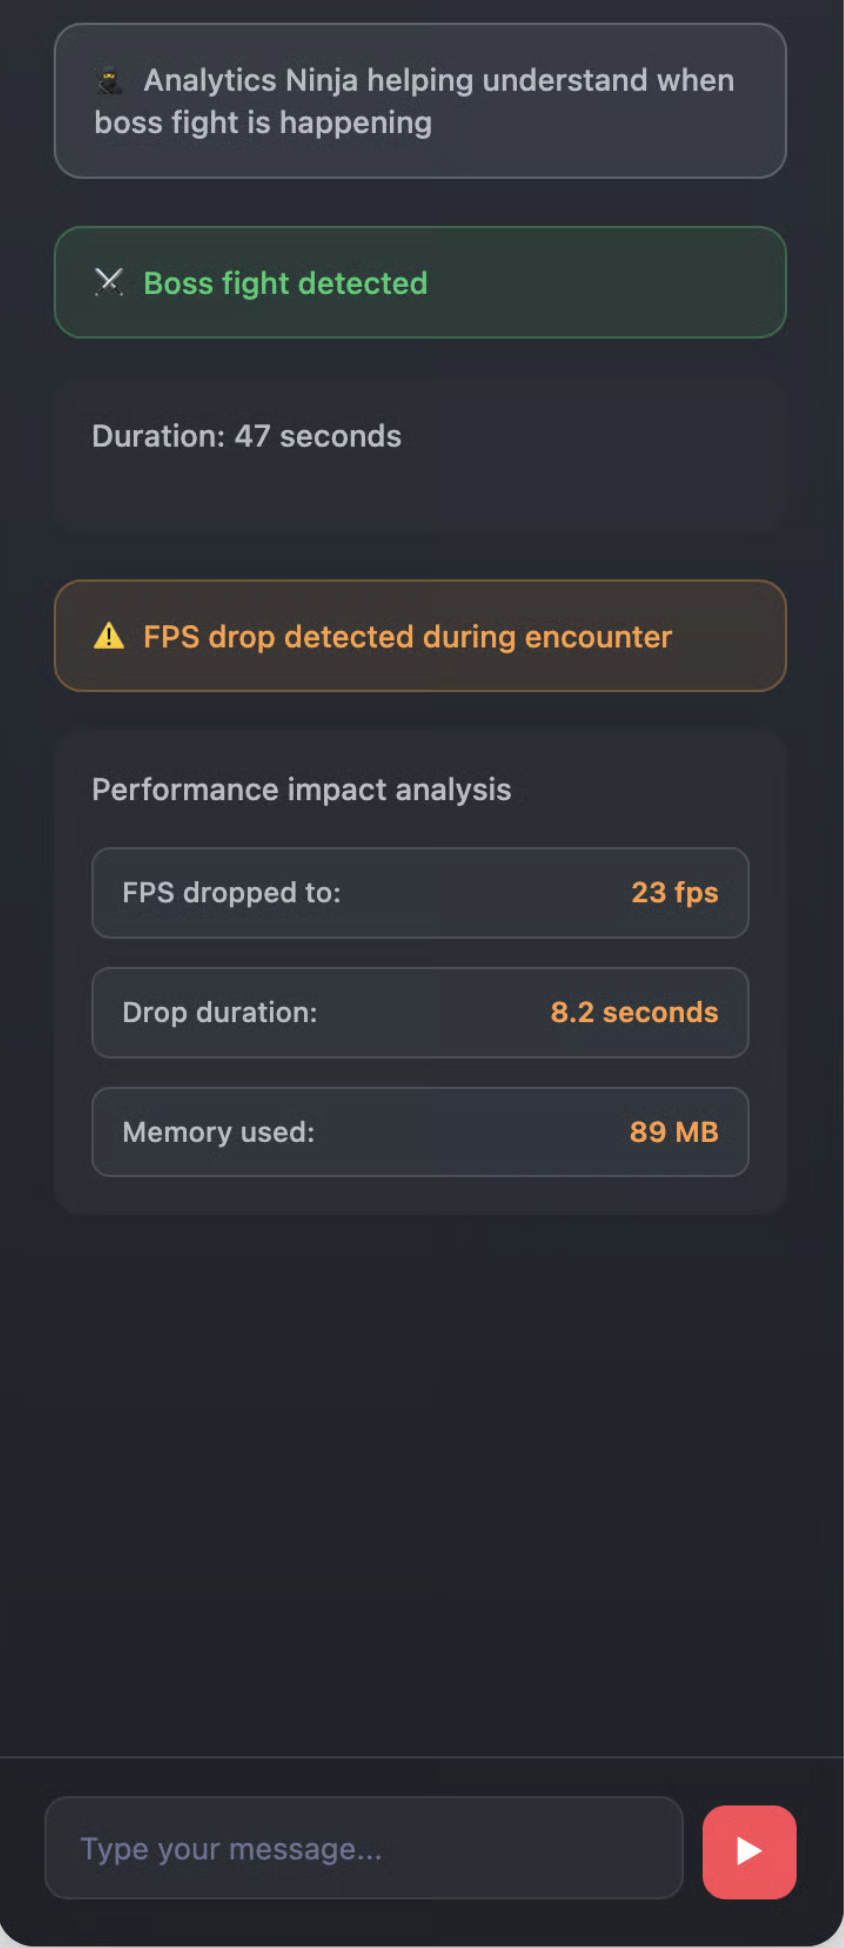 🥷 Analytics Ninja helping understand when
boss fight is happening
⚔️ Boss fight detected
Duration: 47 seconds
⚠️ FPS drop detected during encounter
Performance impact analysis
FPS dropped to: 23 fps
Drop duration: 8.2 seconds
Memory used: 89 MB
Type your message...